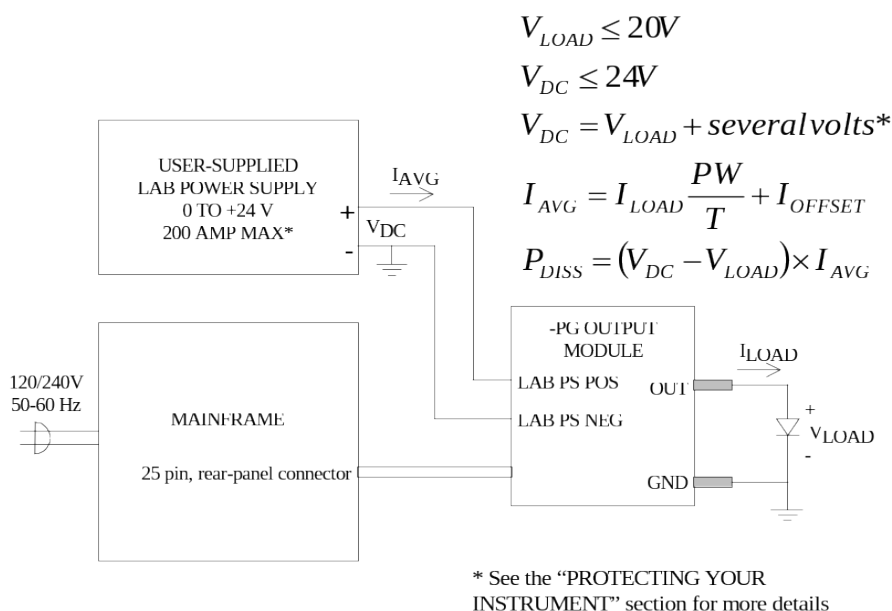 V_LOAD ≤ 20V
V_DC ≤ 24V
V_DC = V_LOAD + several volts*
I_AVG = I_LOAD PW/T + I_OFFSET
P_DISS = (V_DC − V_LOAD) × I_AVG
USER-SUPPLIED
LAB POWER SUPPLY
0 TO +24 V
200 AMP MAX*
+
-
I_AVG
V_DC
-PG OUTPUT
MODULE
LAB PS POS
OUT
LAB PS NEG
GND
I_LOAD
+
V_LOAD
-
120/240V
50-60 Hz
MAINFRAME
25 pin, rear-panel connector
* See the “PROTECTING YOUR
INSTRUMENT” section for more details